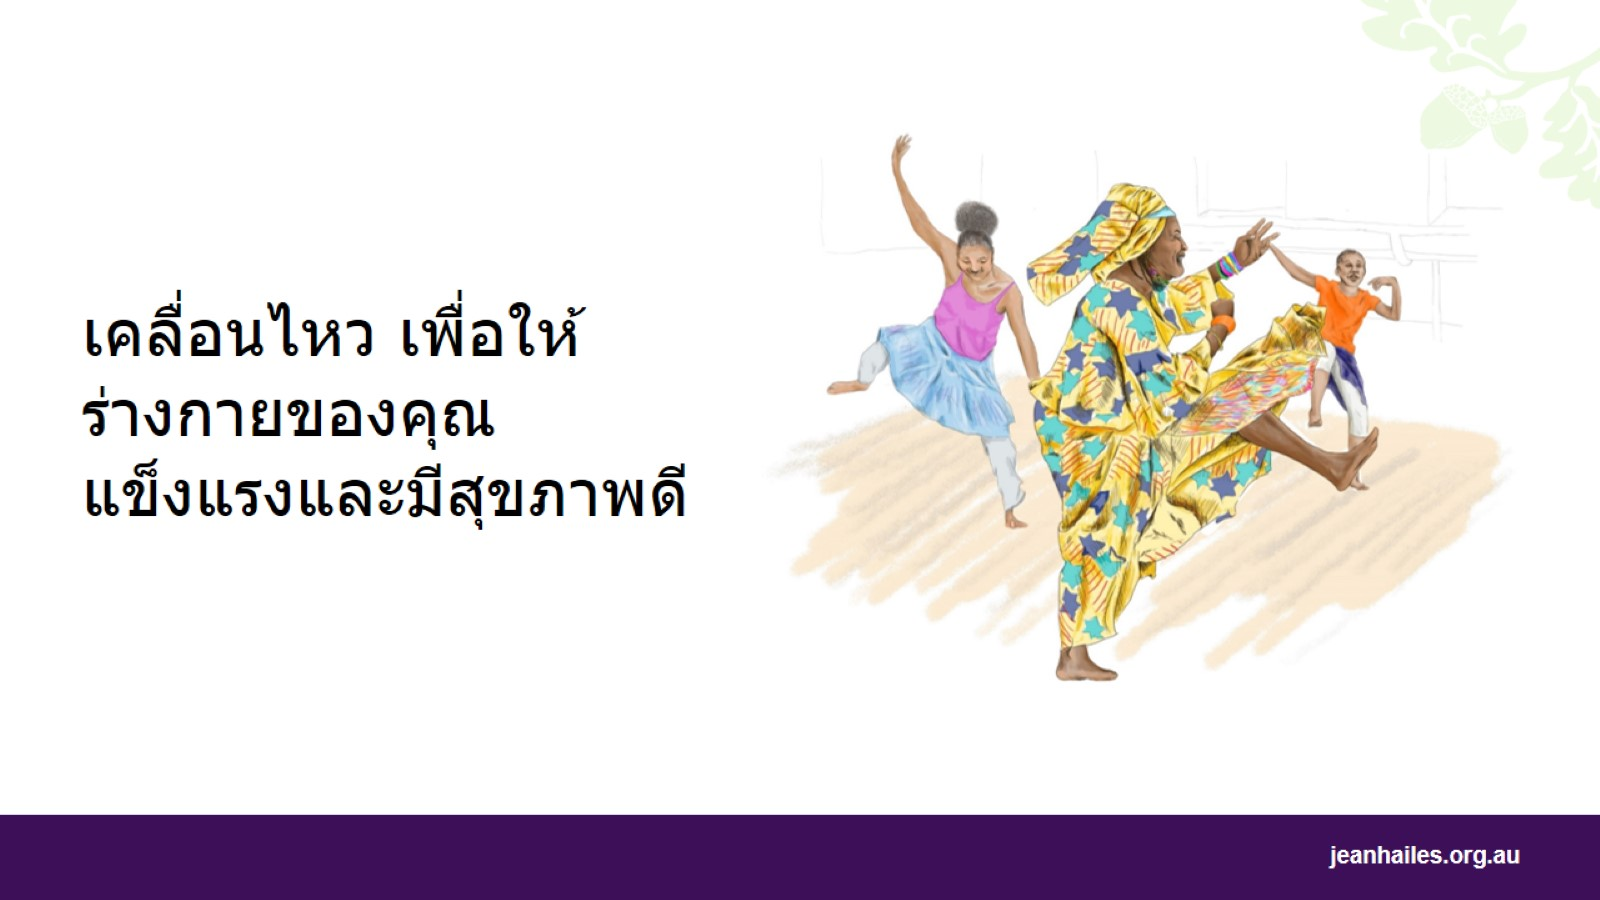 เคลื่อนไหว เพื่อให้
ร่างกายของคุณ
แข็งแรงและมีสุขภาพดี
jeanhailes.org.au